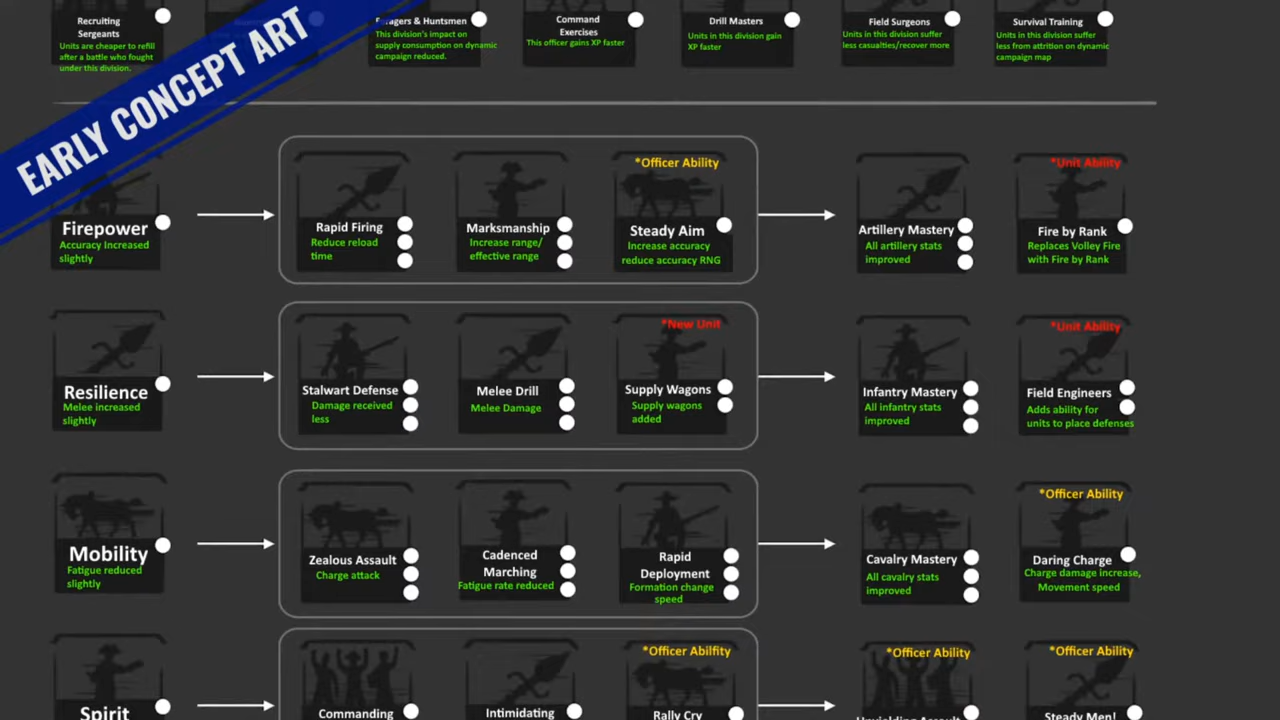 Recruiting
Sergeants
Units are cheaper to refill
after a battle who fought
under this division.
Foragers & Huntsmen
This division's impact on
supply consumption on dynamic
campaign reduced.
Command
Exercises
This officer gains XP faster
Drill Masters
Units in this division gain
XP faster
Field Surgeons
Units in this division suffer
less casualties/recover more
Survival Training
Units in this division suffer
less from attrition on dynamic
campaign map
EARLY CONCEPT ART
Firepower
Accuracy Increased
slightly
Rapid Firing
Reduce reload
time
Marksmanship
Increase range/
effective range
*Officer Ability
Steady Aim
Increase accuracy
reduce accuracy RNG
Artillery Mastery
All artillery stats
improved
*Unit Ability
Fire by Rank
Replaces Volley Fire
with Fire by Rank
Resilience
Melee increased
slightly
Stalwart Defense
Damage received
less
Melee Drill
Melee Damage
*New Unit
Supply Wagons
Supply wagons
added
Infantry Mastery
All infantry stats
improved
*Unit Ability
Field Engineers
Adds ability for
units to place defenses
Mobility
Fatigue reduced
slightly
Zealous Assault
Charge attack
Cadenced
Marching
Fatigue rate reduced
Rapid
Deployment
Formation change
speed
Cavalry Mastery
All cavalry stats
improved
*Officer Ability
Daring Charge
Charge damage increase,
Movement speed
Spirit
Commanding
Intimidating
*Officer Abilfity
Rally Cry
*Officer Ability
Unyielding Assault
*Officer Ability
Steady Men!